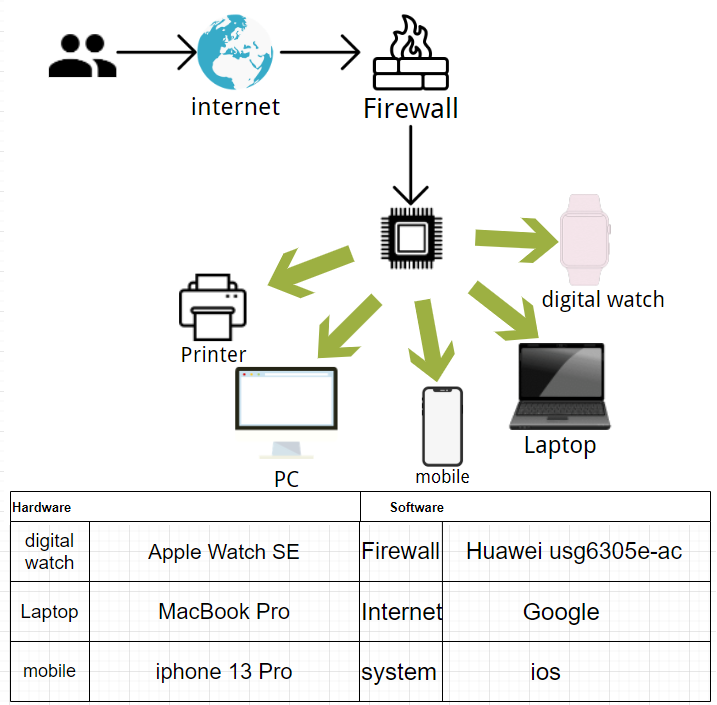 internet
Firewall
digital watch
Printer
Laptop
PC
mobile
Hardware
Software
digital
watch
Apple Watch SE
Firewall
Huawei usg6305e-ac
Laptop
MacBook Pro
Internet
Google
mobile
iphone 13 Pro
system
ios